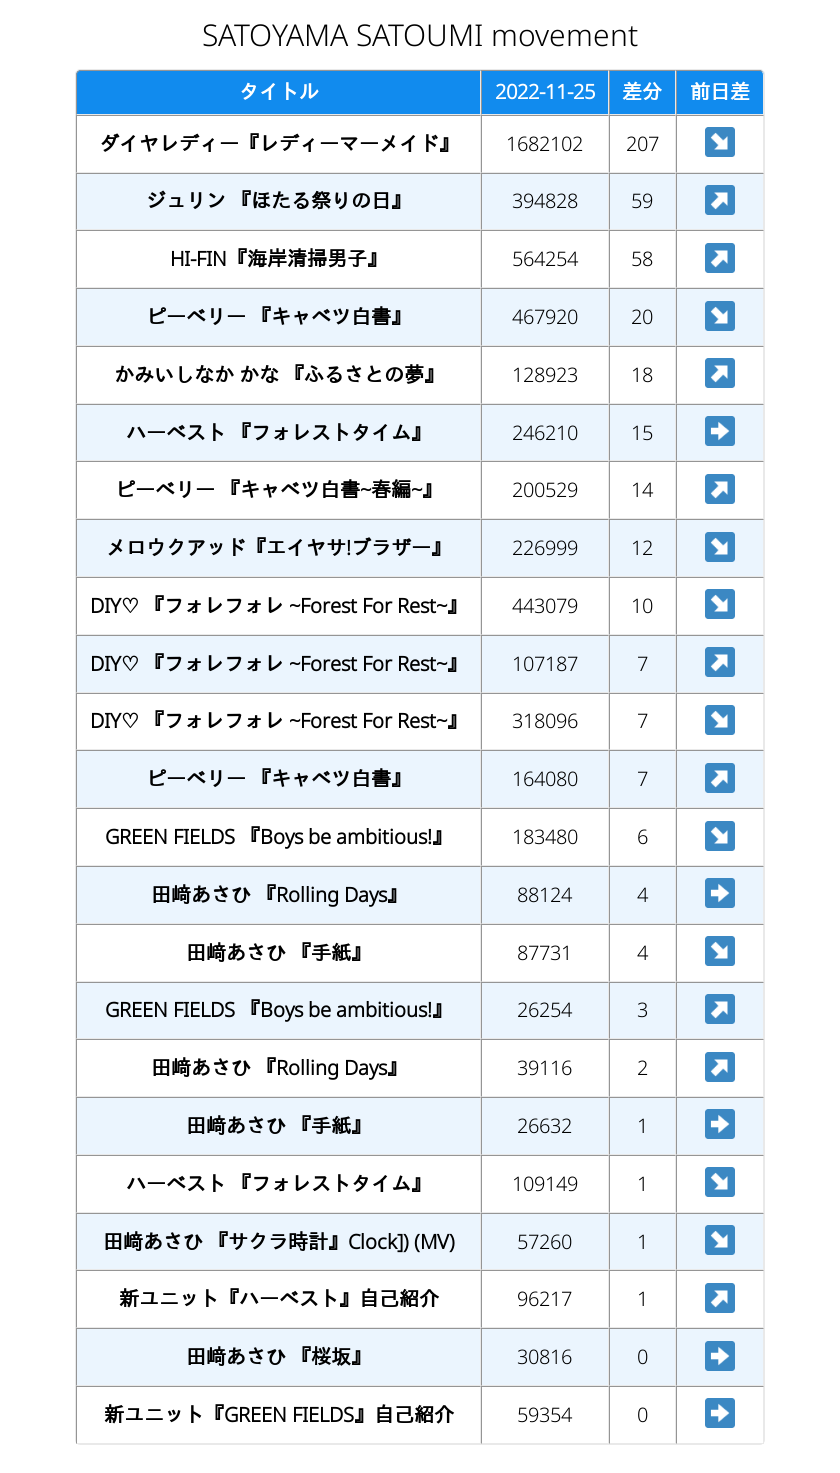 SATOYAMA SATOUMI movement
タイトル 2022-11-25 差分 前日差
ダイヤレディー『レディーマーメイド』 1682102 207 ↘
ジュリン 『ほたる祭りの日』 394828 59 ↗
HI-FIN『海岸清掃男子』 564254 58 ↗
ピーベリー 『キャベツ白書』 467920 20 ↘
かみいしなか かな 『ふるさとの夢』 128923 18 ↗
ハーベスト 『フォレストタイム』 246210 15 ➡
ピーベリー 『キャベツ白書~春編~』 200529 14 ↗
メロウクアッド『エイヤサ!ブラザー』 226999 12 ↘
DIY♡ 『フォレフォレ ~Forest For Rest~』 443079 10 ↘
DIY♡ 『フォレフォレ ~Forest For Rest~』 107187 7 ↗
DIY♡ 『フォレフォレ ~Forest For Rest~』 318096 7 ↘
ピーベリー 『キャベツ白書』 164080 7 ↗
GREEN FIELDS 『Boys be ambitious!』 183480 6 ↘
田﨑あさひ 『Rolling Days』 88124 4 ➡
田﨑あさひ 『手紙』 87731 4 ↘
GREEN FIELDS 『Boys be ambitious!』 26254 3 ↗
田﨑あさひ 『Rolling Days』 39116 2 ↗
田﨑あさひ 『手紙』 26632 1 ➡
ハーベスト 『フォレストタイム』 109149 1 ↘
田﨑あさひ 『サクラ時計』Clock]) (MV) 57260 1 ↘
新ユニット『ハーベスト』自己紹介 96217 1 ↗
田﨑あさひ 『桜坂』 30816 0 ➡
新ユニット『GREEN FIELDS』自己紹介 59354 0 ➡